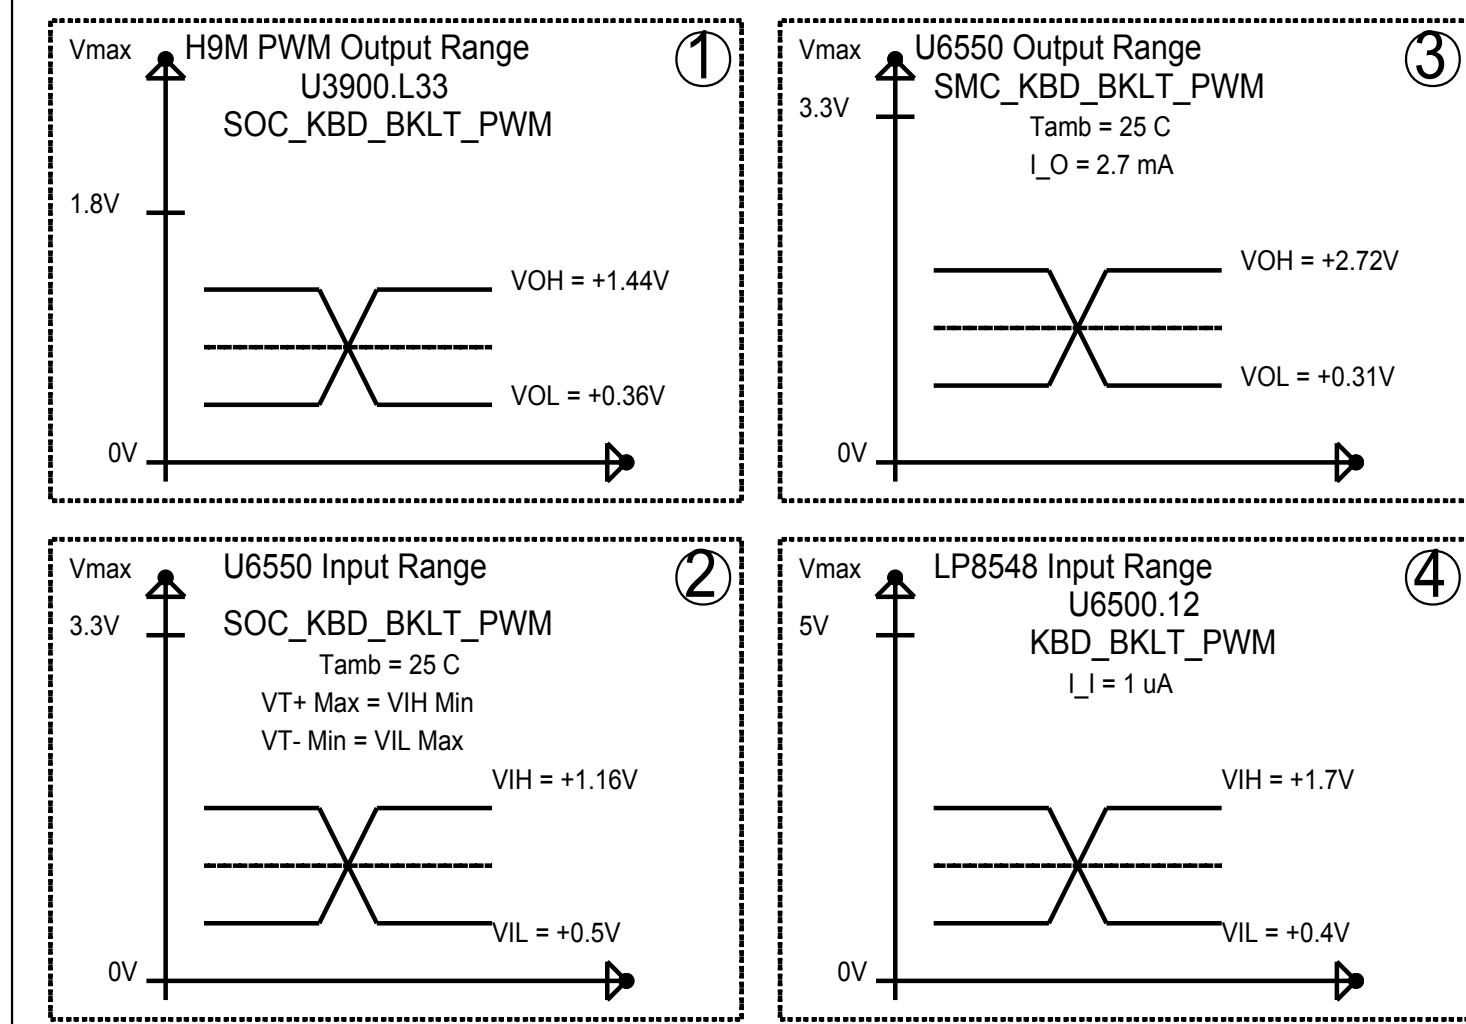 Vmax
H9M PWM Output Range
①
U3900.L33
SOC_KBD_BKLT_PWM
1.8V
VOH = +1.44V
VOL = +0.36V
0V
Vmax
U6550 Output Range
③
SMC_KBD_BKLT_PWM
3.3V
Tamb = 25 C
I_O = 2.7 mA
VOH = +2.72V
VOL = +0.31V
0V
Vmax
U6550 Input Range
②
3.3V
SOC_KBD_BKLT_PWM
Tamb = 25 C
VT+ Max = VIH Min
VT- Min = VIL Max
VIH = +1.16V
VIL = +0.5V
0V
Vmax
LP8548 Input Range
④
U6500.12
5V
KBD_BKLT_PWM
I_I = 1 uA
VIH = +1.7V
VIL = +0.4V
0V